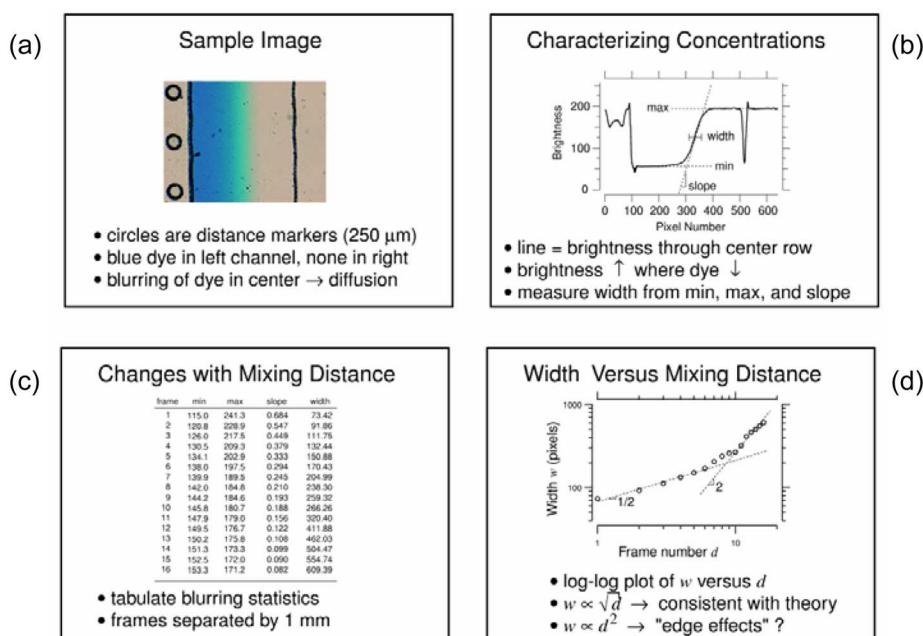 (a)
Sample Image
• circles are distance markers (250 μm)
• blue dye in left channel, none in right
• blurring of dye in center → diffusion
Characterizing Concentrations
(b)
Brightness
200
100
0
max
width
min
slope
0 100 200 300 400 500 600
Pixel Number
• line = brightness through center row
• brightness ↑ where dye ↓
• measure width from min, max, and slope
(c)
Changes with Mixing Distance
frame min max slope width
1 115.0 241.3 0.684 73.42
2 120.8 228.9 0.547 91.86
3 126.0 217.5 0.449 111.75
4 130.5 209.3 0.379 132.44
5 134.1 202.9 0.333 150.88
6 138.0 197.5 0.294 170.43
7 139.9 189.5 0.245 204.99
8 142.0 184.8 0.210 238.30
9 144.2 184.6 0.193 259.32
10 145.8 180.7 0.188 266.26
11 147.9 179.0 0.156 320.40
12 149.5 176.7 0.122 411.88
13 150.2 175.8 0.108 462.03
14 151.3 173.3 0.099 504.47
15 152.5 172.0 0.090 554.74
16 153.3 171.2 0.082 609.39
• tabulate blurring statistics
• frames separated by 1 mm
Width Versus Mixing Distance
(d)
Width w (pixels)
1000
100
1/2
2
1 10
Frame number d
• log-log plot of w versus d
• w ∝ √d → consistent with theory
• w ∝ d² → "edge effects" ?